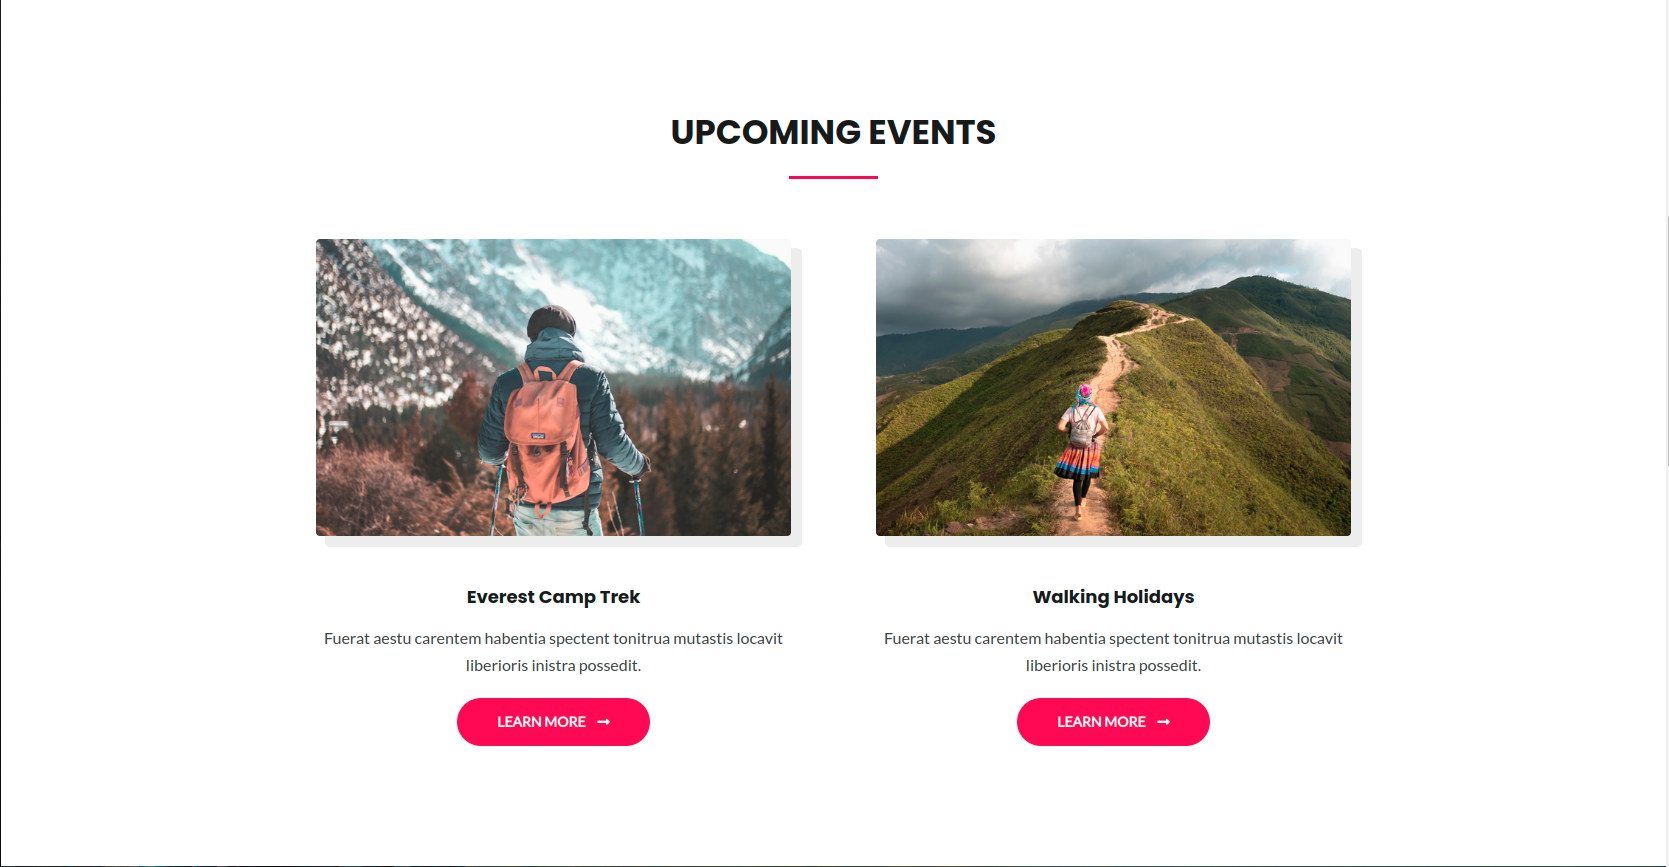 UPCOMING EVENTS
Everest Camp Trek
Fuerat aestu carentem habentia spectent tonitrua mutastis locavit
liberioris inistra possedit.
LEARN MORE
Walking Holidays
Fuerat aestu carentem habentia spectent tonitrua mutastis locavit
liberioris inistra possedit.
LEARN MORE